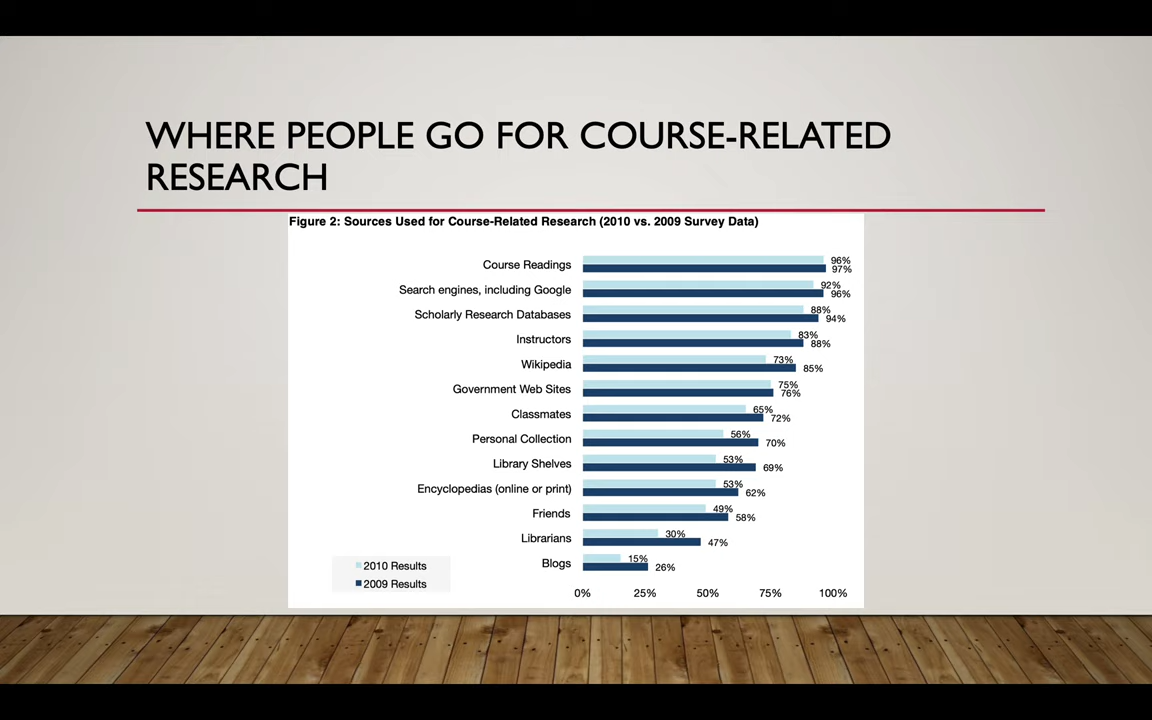 WHERE PEOPLE GO FOR COURSE-RELATED
RESEARCH
Figure 2: Sources Used for Course-Related Research (2010 vs. 2009 Survey Data)
Course Readings 96% 97%
Search engines, including Google 92% 96%
Scholarly Research Databases 88% 94%
Instructors 83% 88%
Wikipedia 73% 85%
Government Web Sites 75% 76%
Classmates 65% 72%
Personal Collection 56% 70%
Library Shelves 53% 69%
Encyclopedias (online or print) 53% 62%
Friends 49% 58%
Librarians 30% 47%
Blogs 15% 26%
2010 Results
2009 Results
0% 25% 50% 75% 100%